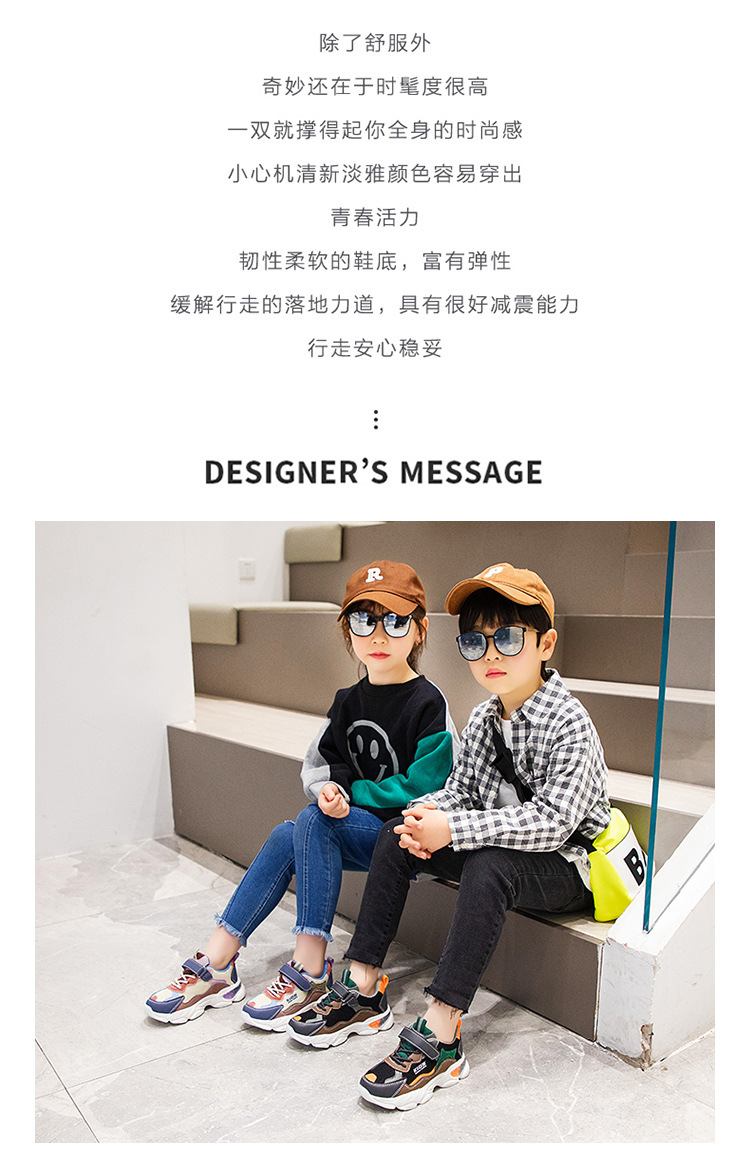 除了舒服外
奇妙还在于时髦度很高
一双就撑得起你全身的时尚感
小心机清新淡雅颜色容易穿出
青春活力
韧性柔软的鞋底，富有弹性
缓解行走的落地力道，具有很好减震能力
行走安心稳妥
DESIGNER’S MESSAGE
R
P